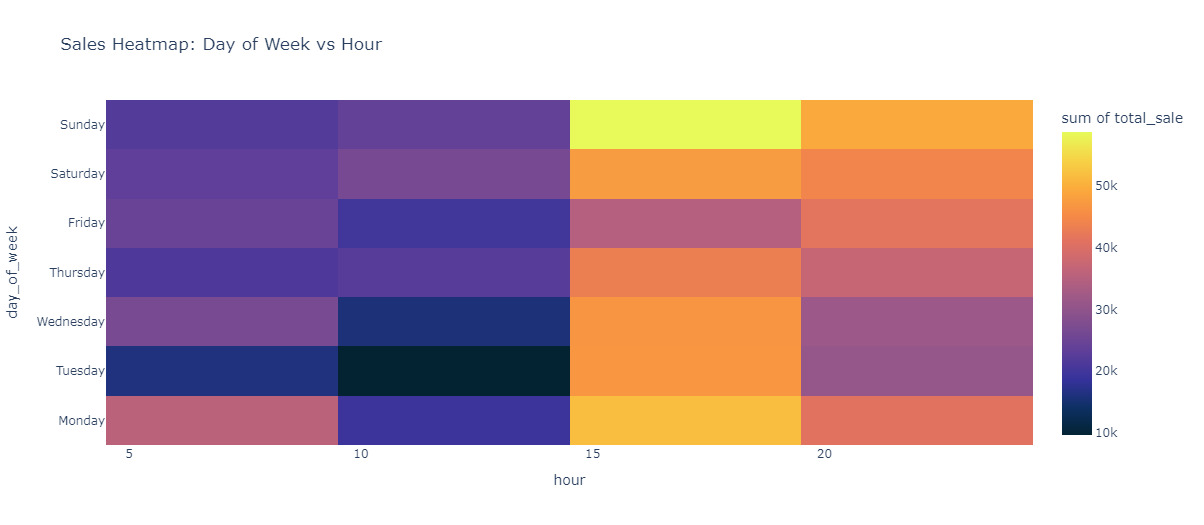 Sales Heatmap: Day of Week vs Hour
sum of total_sale
Sunday
Saturday
Friday
Thursday
Wednesday
Tuesday
Monday
day_of_week
5
10
15
20
hour
50k
40k
30k
20k
10k